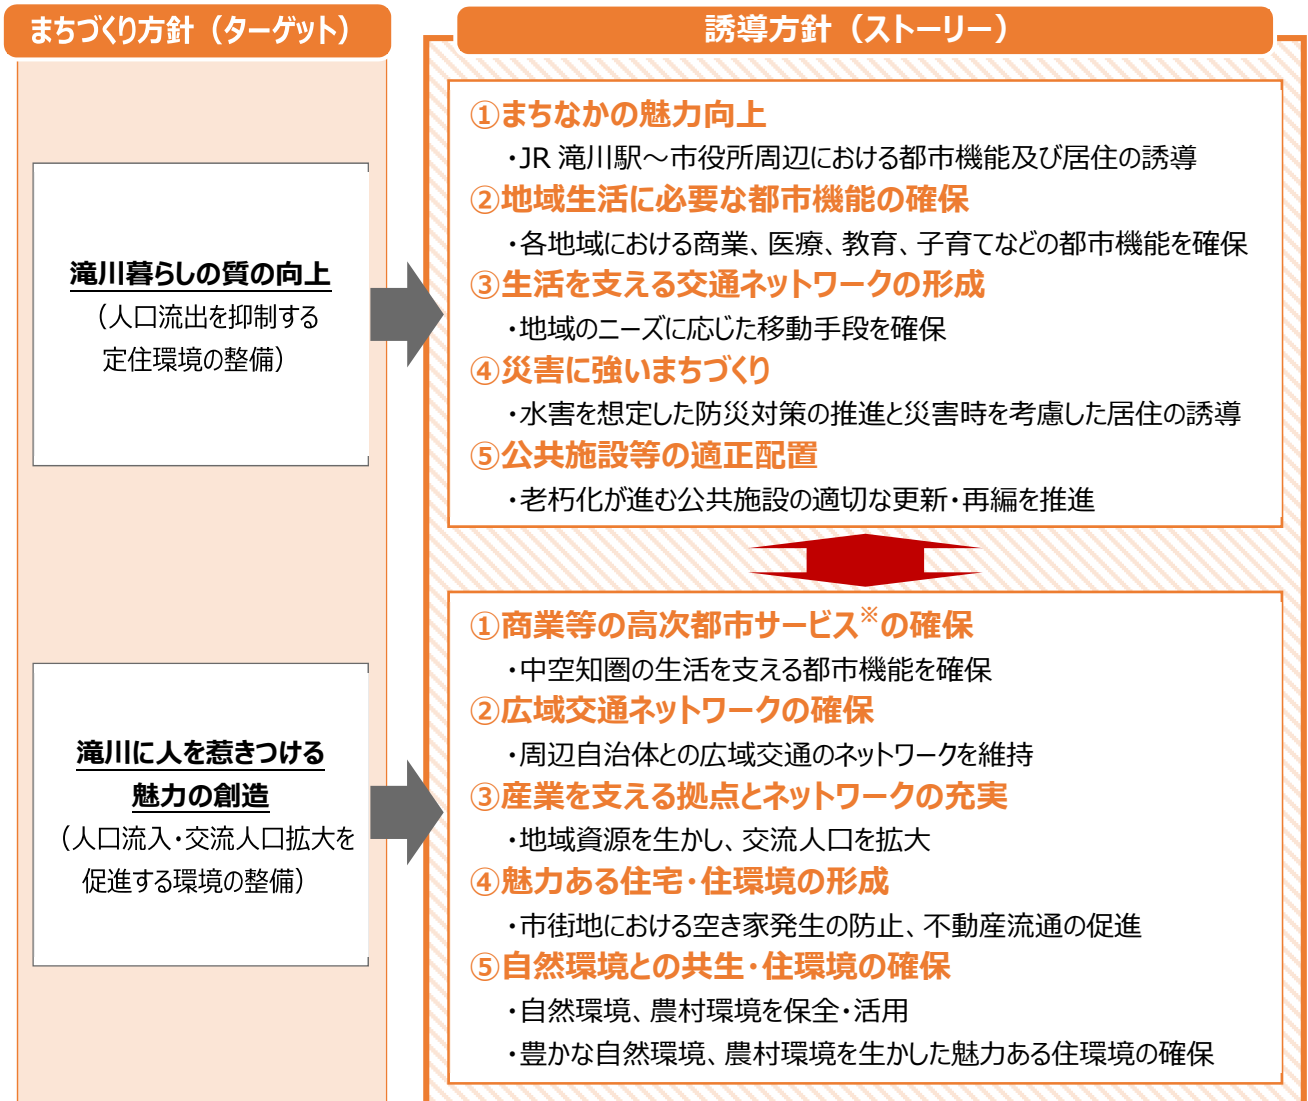 まちづくり方針（ターゲット）
誘導方針（ストーリー）
滝川暮らしの質の向上
（人口流出を抑制する
定住環境の整備）
①まちなかの魅力向上
・JR 滝川駅～市役所周辺における都市機能及び居住の誘導
②地域生活に必要な都市機能の確保
・各地域における商業、医療、教育、子育てなどの都市機能を確保
③生活を支える交通ネットワークの形成
・地域のニーズに応じた移動手段を確保
④災害に強いまちづくり
・水害を想定した防災対策の推進と災害時を考慮した居住の誘導
⑤公共施設等の適正配置
・老朽化が進む公共施設の適切な更新・再編を推進
滝川に人を惹きつける
魅力の創造
（人口流入・交流人口拡大を
促進する環境の整備）
①商業等の高次都市サービス※の確保
・中空知圏の生活を支える都市機能を確保
②広域交通ネットワークの確保
・周辺自治体との広域交通のネットワークを維持
③産業を支える拠点とネットワークの充実
・地域資源を生かし、交流人口を拡大
④魅力ある住宅・住環境の形成
・市街地における空き家発生の防止、不動産流通の促進
⑤自然環境との共生・住環境の確保
・自然環境、農村環境を保全・活用
・豊かな自然環境、農村環境を生かした魅力ある住環境の確保